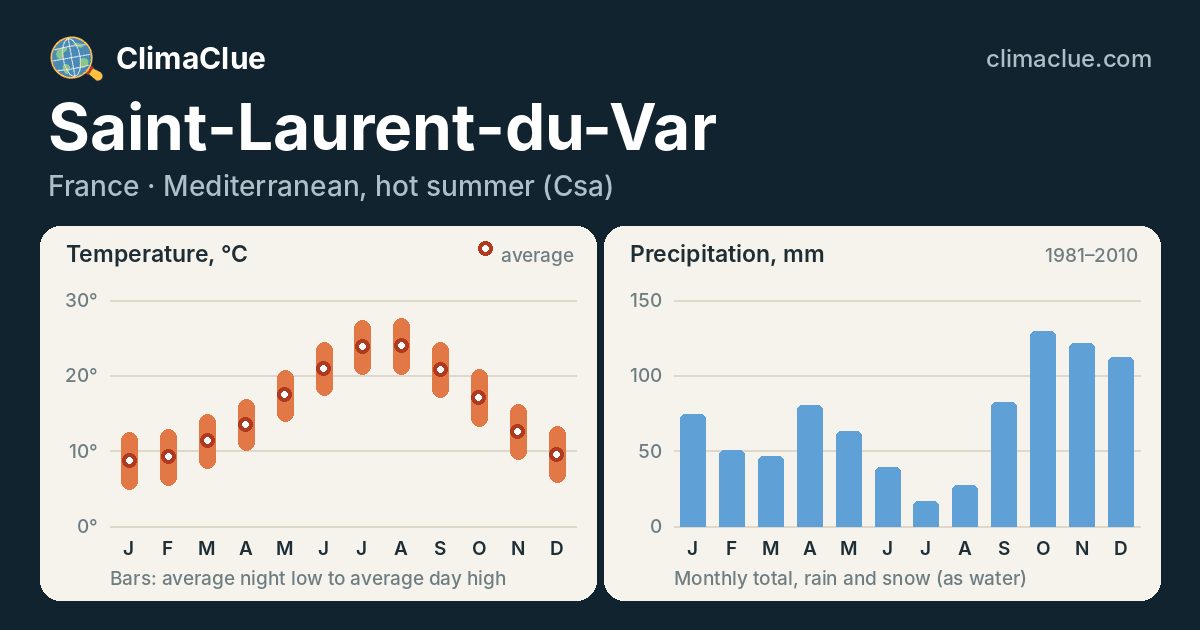 ClimaClue
climaclue.com
Saint-Laurent-du-Var
France · Mediterranean, hot summer (Csa)
Temperature, °C
average
30°
20°
10°
0°
J F M A M J J A S O N D
Bars: average night low to average day high
Precipitation, mm
1981–2010
150
100
50
0
J F M A M J J A S O N D
Monthly total, rain and snow (as water)